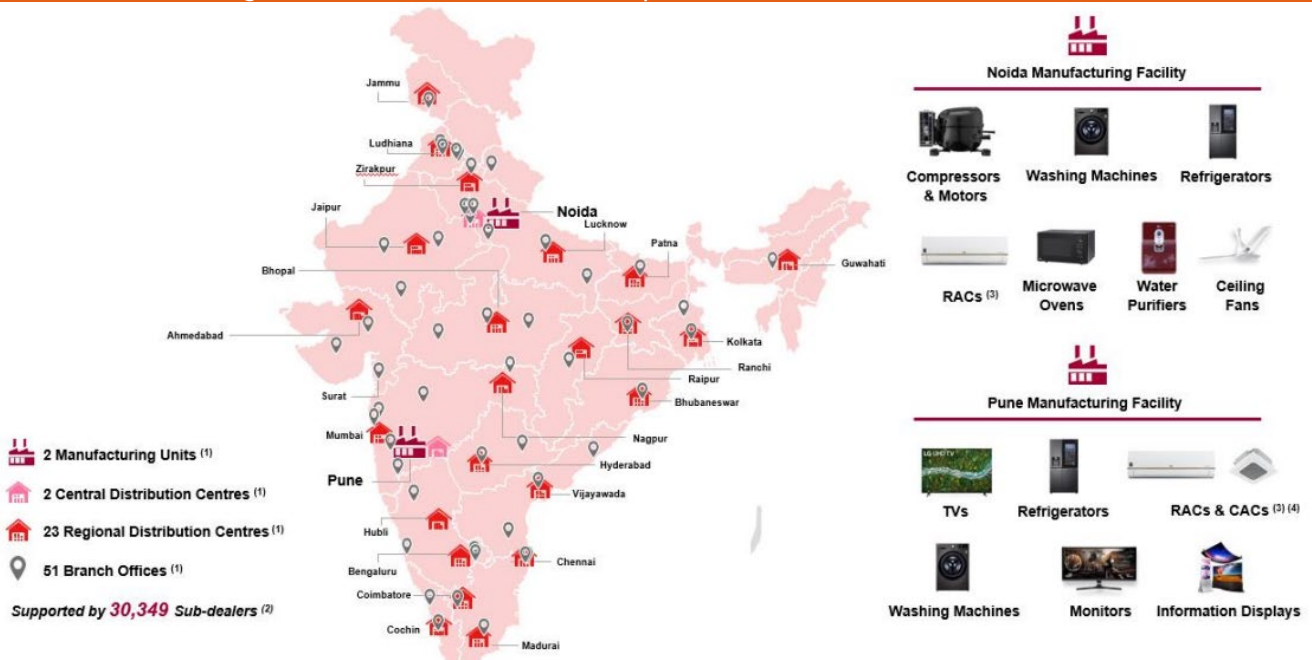 Jammu
Ludhiana
Zirakpur
Jaipur
Noida
Lucknow
Patna
Guwahati
Bhopal
Ahmedabad
Kolkata
Ranchi
Raipur
Surat
Bhubaneswar
Mumbai
Nagpur
Hyderabad
Pune
Vijayawada
Hubli
Bengaluru
Chennai
Coimbatore
Cochin
Madurai
2 Manufacturing Units (1)
2 Central Distribution Centres (1)
23 Regional Distribution Centres (1)
51 Branch Offices (1)
Supported by 30,349 Sub-dealers (2)
Noida Manufacturing Facility
Compressors
& Motors
Washing Machines
Refrigerators
RACs (3)
Microwave
Ovens
Water
Purifiers
Ceiling
Fans
Pune Manufacturing Facility
LG UHD TV
TVs
Refrigerators
RACs & CACs (3) (4)
Washing Machines
Monitors
Information Displays